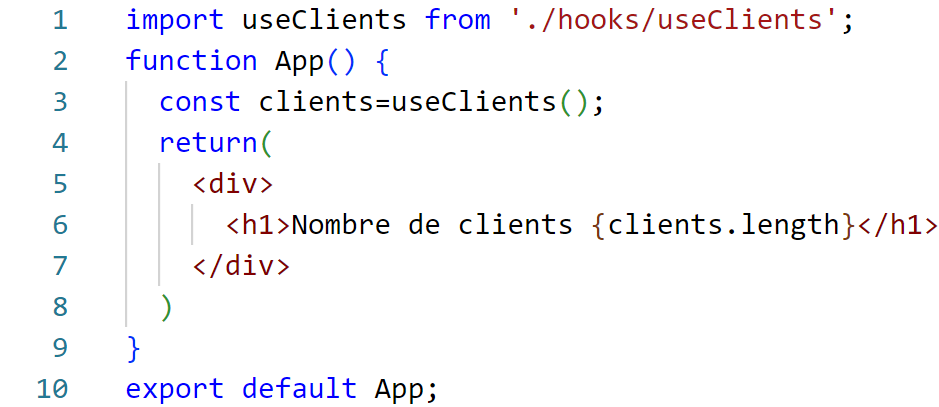 1 import useClients from './hooks/useClients';
2 function App() {
3 const clients=useClients();
4 return(
5 <div>
6 <h1>Nombre de clients {clients.length}</h1>
7 </div>
8 )
9 }
10 export default App;